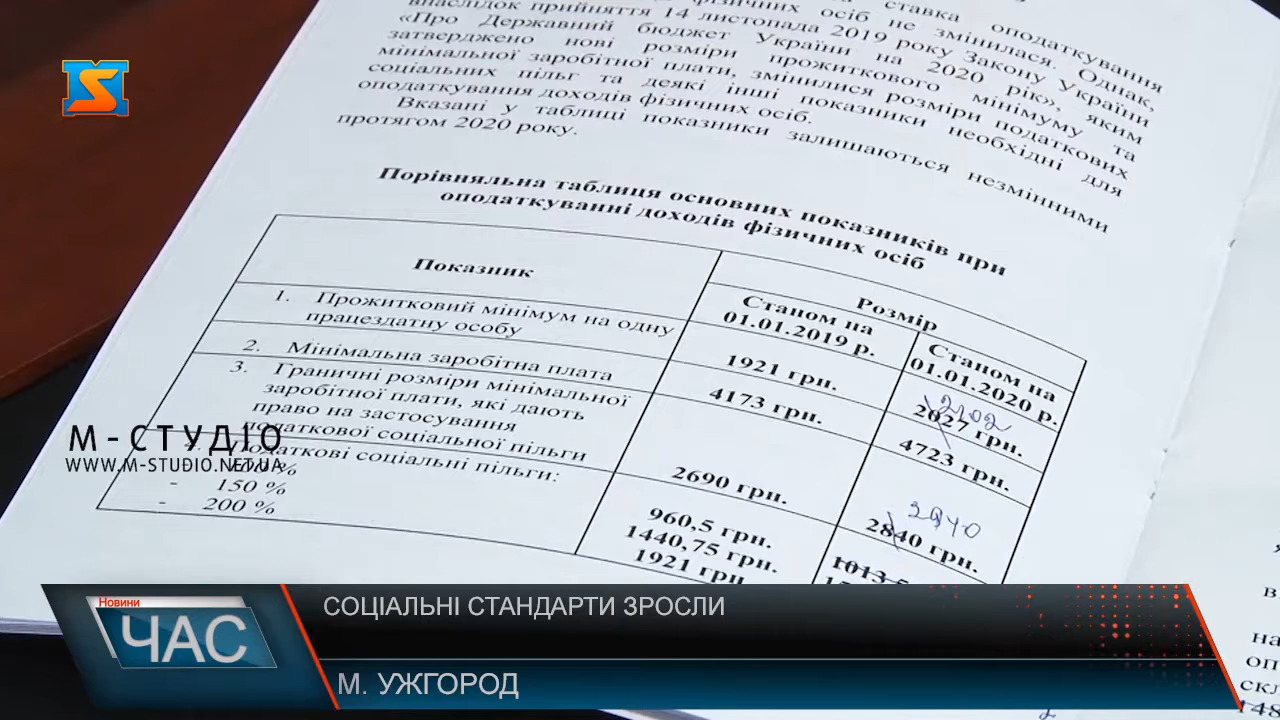 ставка оподаткування
фізичних осіб не змінилася. Однак,
внаслідок прийняття 14 листопада 2019 року Закону України
«Про Державний бюджет України на 2020 рік», яким
затверджено нові розміри прожиткового мінімуму та
мінімальної заробітної плати, змінилися розміри податкових
соціальних пільг та деякі інші показники необхідні для
оподаткування доходів фізичних осіб.
Вказані у таблиці показники залишаються незмінними
протягом 2020 року.
Порівняльна таблиця основних показників при
оподаткуванні доходів фізичних осіб
Показник
Розмір
Станом на
01.01.2019 р.
Станом на
01.01.2020 р.
1. Прожитковий мінімум на одну
працездатну особу
1921 грн.
2102
2027 грн.
2. Мінімальна заробітна плата
4173 грн.
4723 грн.
3. Граничні розміри мінімальної
заробітної плати, які дають
право на застосування
податкової соціальної пільги
2690 грн.
2940
2840 грн.
Податкові соціальні пільги:
- 150 %
- 200 %
960,5 грн.
1440,75 грн.
1921 грн
1013,5
М-СТУДІО
WWW.M-STUDIO.NET.UA
Новини
ЧАС
СОЦІАЛЬНІ СТАНДАРТИ ЗРОСЛИ
М. УЖГОРОД